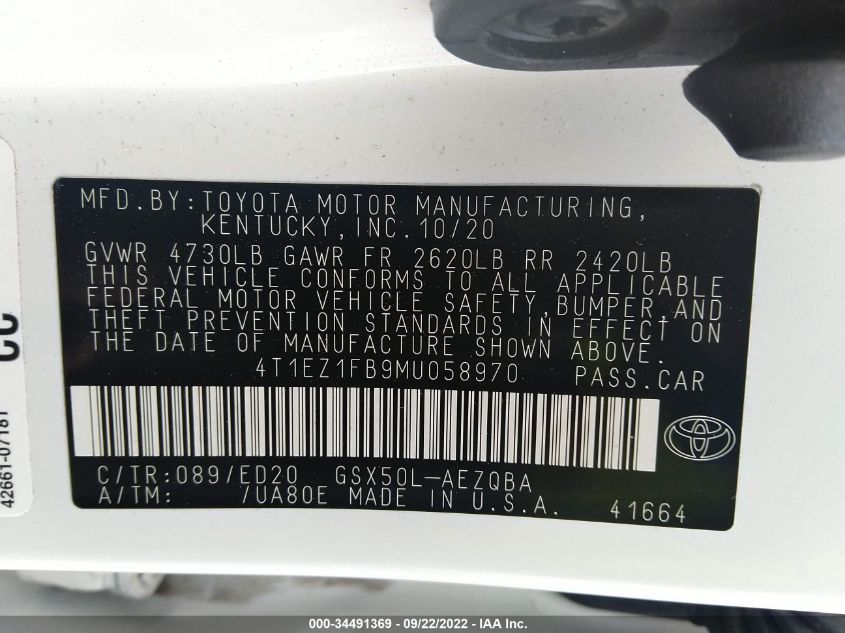 MFD.BY:TOYOTA MOTOR MANUFACTURING,
KENTUCKY,INC.10/20
GVWR 4730LB GAWR FR 2620LB RR 2420LB
THIS VEHICLE CONFORMS TO ALL APPLICABLE
FEDERAL MOTOR VEHICLE SAFETY,BUMPER,AND
THEFT PREVENTION STANDARDS IN EFFECT ON
THE DATE OF MANUFACTURE SHOWN ABOVE.
4T1EZ1FB9MU058970 PASS.CAR
C/TR:089/ED20 GSX50L-AEZQBA
A/TM: /UA80E MADE IN U.S.A. 41664
42661-07181
CC
000-34491369 - 09/22/2022 - IAA Inc.